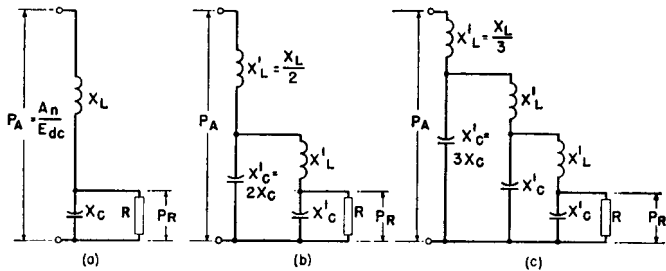 P_A = A_n / E_dc
X_L
X_C
R
P_R
(a)
P_A
X'_L = X_L / 2
X'_L
X'_C = 2X_C
X'_C
R
P_R
(b)
P_A
X'_L = X_L / 3
X'_L
X'_L
X'_C = 3X_C
X'_C
X'_C
R
P_R
(c)